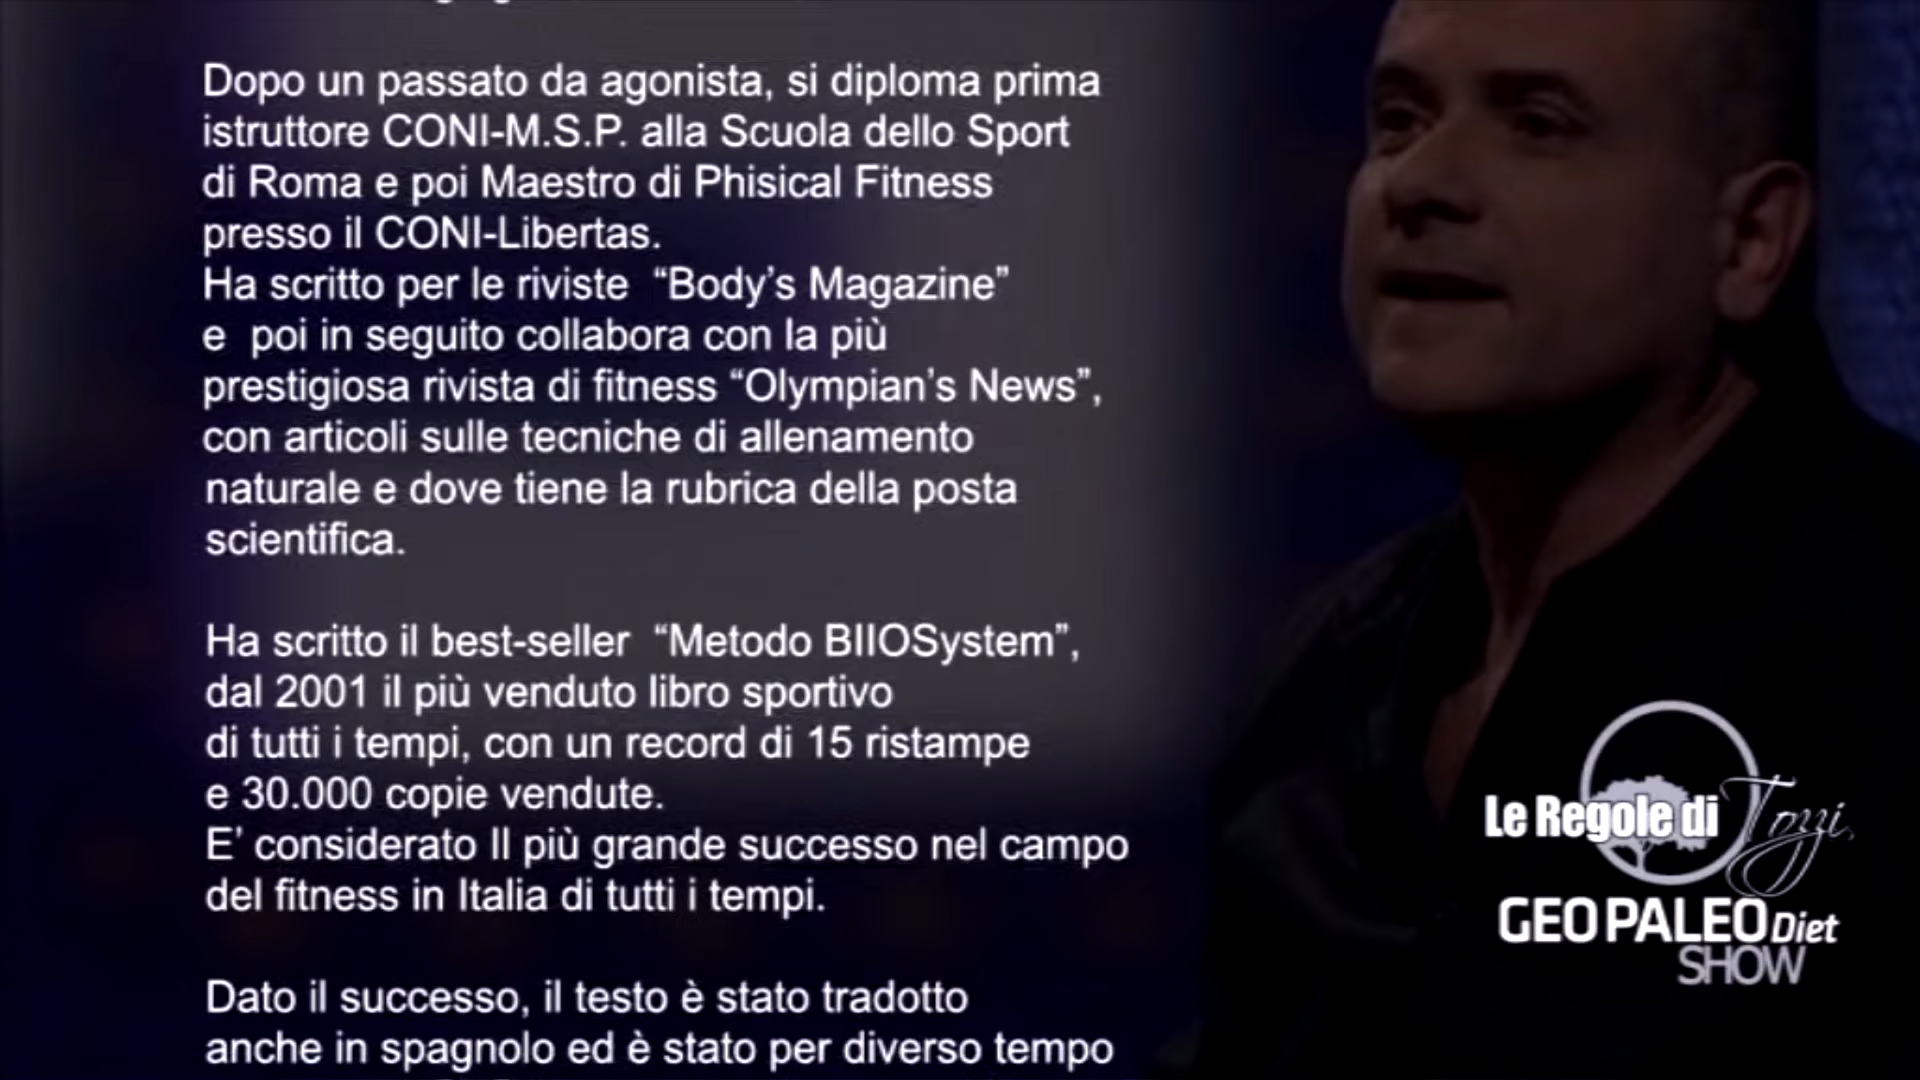 Dopo un passato da agonista, si diploma prima
istruttore CONI-M.S.P. alla Scuola dello Sport
di Roma e poi Maestro di Phisical Fitness
presso il CONI-Libertas.
Ha scritto per le riviste “Body’s Magazine”
e poi in seguito collabora con la più
prestigiosa rivista di fitness “Olympian’s News”,
con articoli sulle tecniche di allenamento
naturale e dove tiene la rubrica della posta
scientifica.
Ha scritto il best-seller “Metodo BIIOSystem”,
dal 2001 il più venduto libro sportivo
di tutti i tempi, con un record di 15 ristampe
e 30.000 copie vendute.
E’ considerato Il più grande successo nel campo
del fitness in Italia di tutti i tempi.
Dato il successo, il testo è stato tradotto
anche in spagnolo ed è stato per diverso tempo
Le Regole di Tozzi,
GEO PALEO Diet
SHOW